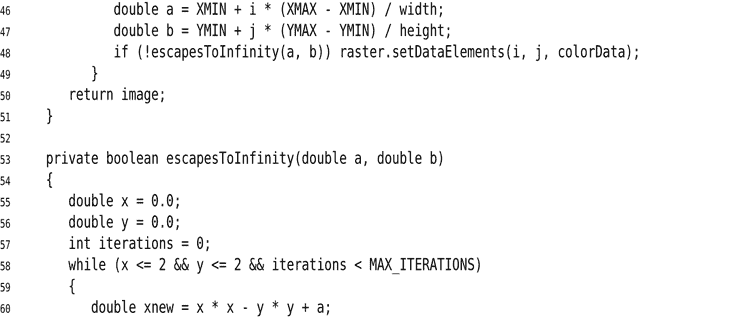 46 double a = XMIN + i * (XMAX - XMIN) / width;
47 double b = YMIN + j * (YMAX - YMIN) / height;
48 if (!escapesToInfinity(a, b)) raster.setDataElements(i, j, colorData);
49 }
50 return image;
51 }
52
53 private boolean escapesToInfinity(double a, double b)
54 {
55 double x = 0.0;
56 double y = 0.0;
57 int iterations = 0;
58 while (x <= 2 && y <= 2 && iterations < MAX_ITERATIONS)
59 {
60 double xnew = x * x - y * y + a;